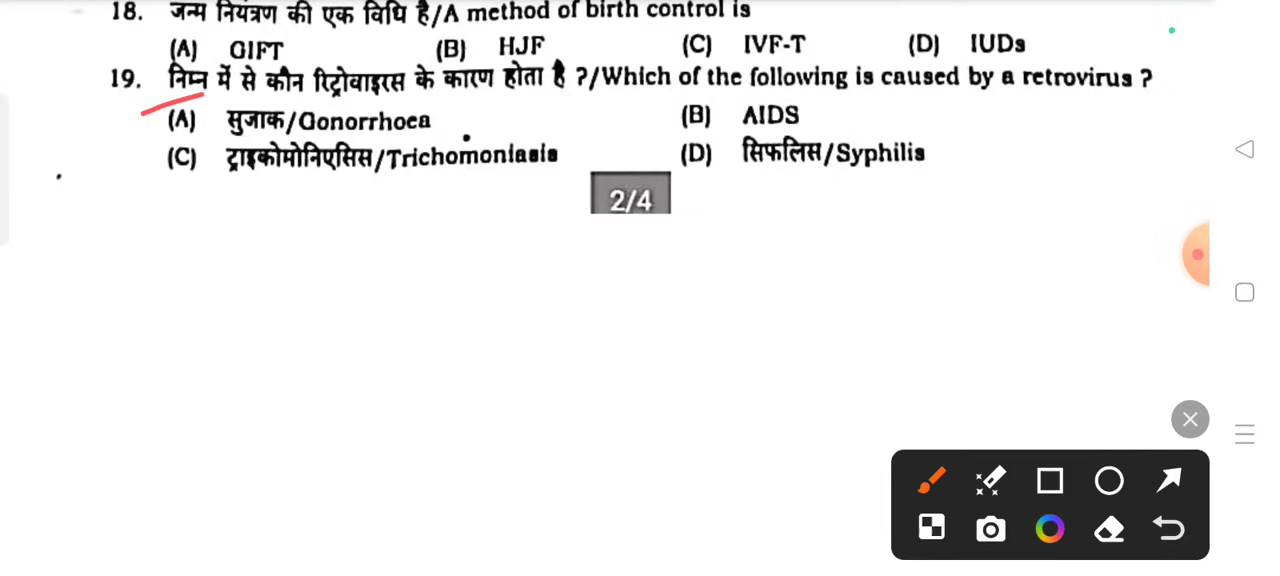 18. जन्म नियंत्रण की एक विधि है/A method of birth control is
(A) GIFT (B) HJF (C) IVF-T (D) IUDs
19. निम्न में से कौन रिट्रोवाइरस के कारण होता है ?/Which of the following is caused by a retrovirus ?
(A) सुजाक/Gonorrhoea (B) AIDS
(C) ट्राइकोमोनिएसिस/Trichomoniasis (D) सिफलिस/Syphilis
2/4